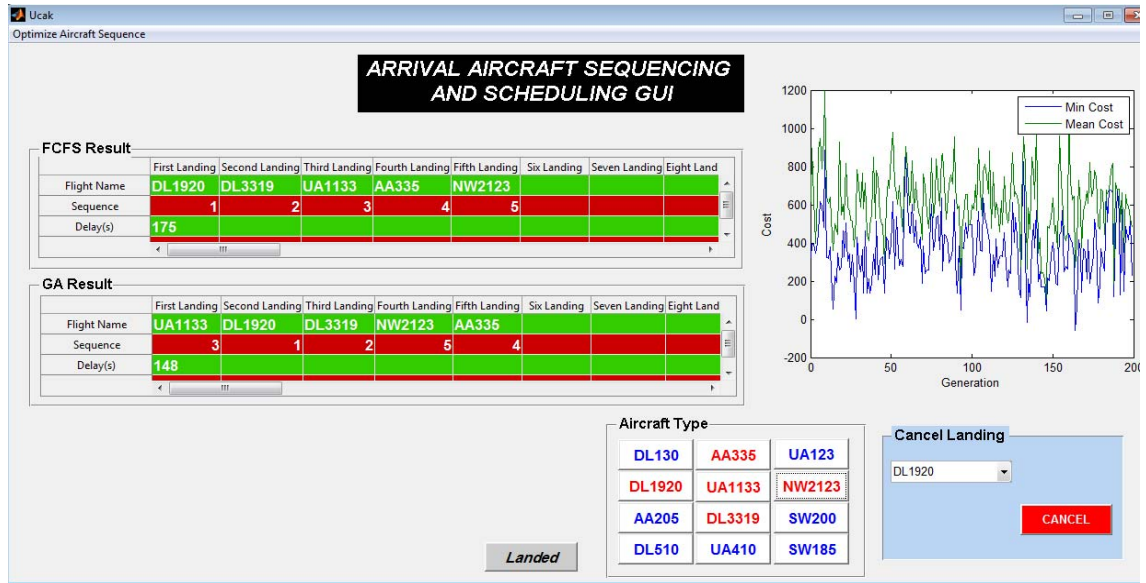 Ucak
Optimize Aircraft Sequence
ARRIVAL AIRCRAFT SEQUENCING
AND SCHEDULING GUI
FCFS Result
First Landing Second Landing Third Landing Fourth Landing Fifth Landing Six Landing Seven Landing Eight Land
Flight Name DL1920 DL3319 UA1133 AA335 NW2123
Sequence 1 2 3 4 5
Delay(s) 175
GA Result
First Landing Second Landing Third Landing Fourth Landing Fifth Landing Six Landing Seven Landing Eight Land
Flight Name UA1133 DL1920 DL3319 NW2123 AA335
Sequence 3 1 2 5 4
Delay(s) 148
Min Cost
Mean Cost
1200
1000
800
600
400
200
0
-200
Cost
0 50 100 150 200
Generation
Aircraft Type
DL130 AA335 UA123
DL1920 UA1133 NW2123
AA205 DL3319 SW200
DL510 UA410 SW185
Landed
Cancel Landing
DL1920
CANCEL